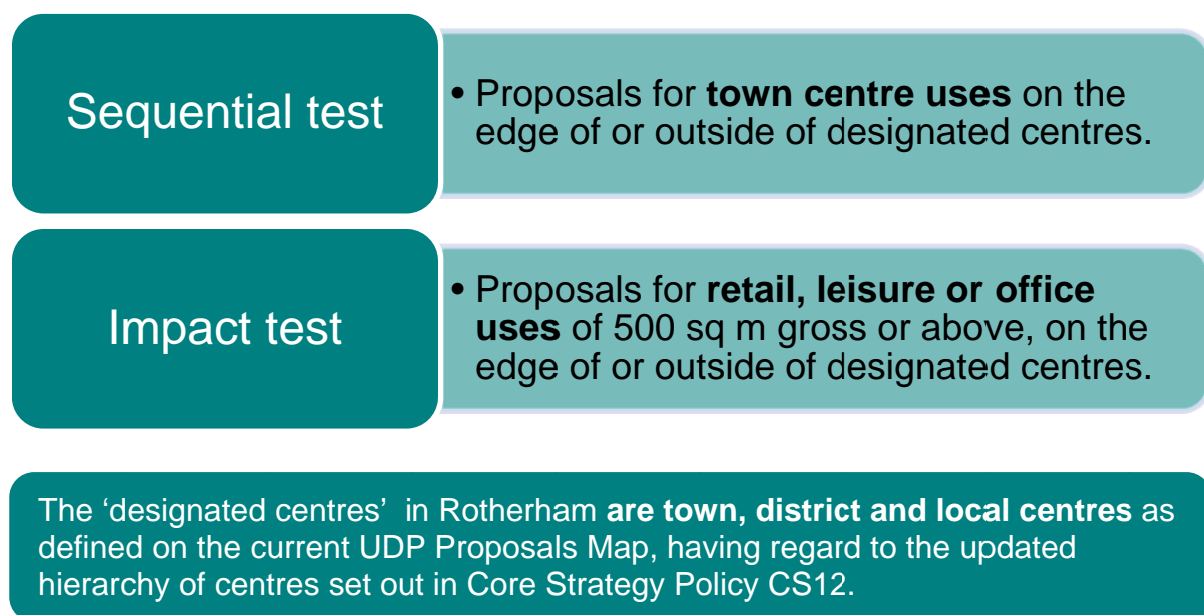 Sequential test
• Proposals for town centre uses on the
edge of or outside of designated centres.
Impact test
• Proposals for retail, leisure or office
uses of 500 sq m gross or above, on the
edge of or outside of designated centres.
The ‘designated centres’ in Rotherham are town, district and local centres as
defined on the current UDP Proposals Map, having regard to the updated
hierarchy of centres set out in Core Strategy Policy CS12.